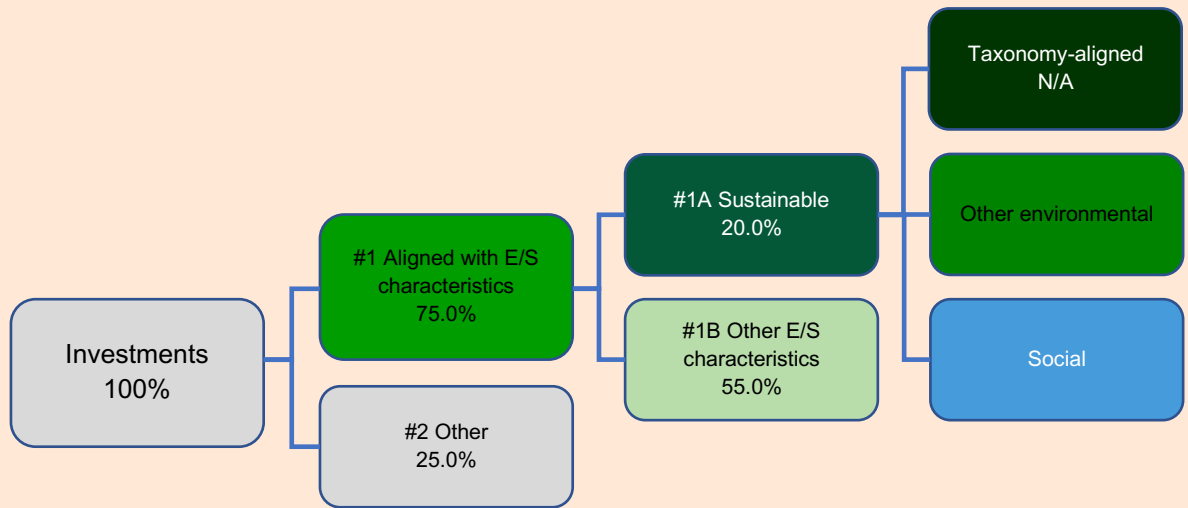 Investments
100%
#1 Aligned with E/S
characteristics
75.0%
#2 Other
25.0%
#1A Sustainable
20.0%
#1B Other E/S
characteristics
55.0%
Taxonomy-aligned
N/A
Other environmental
Social